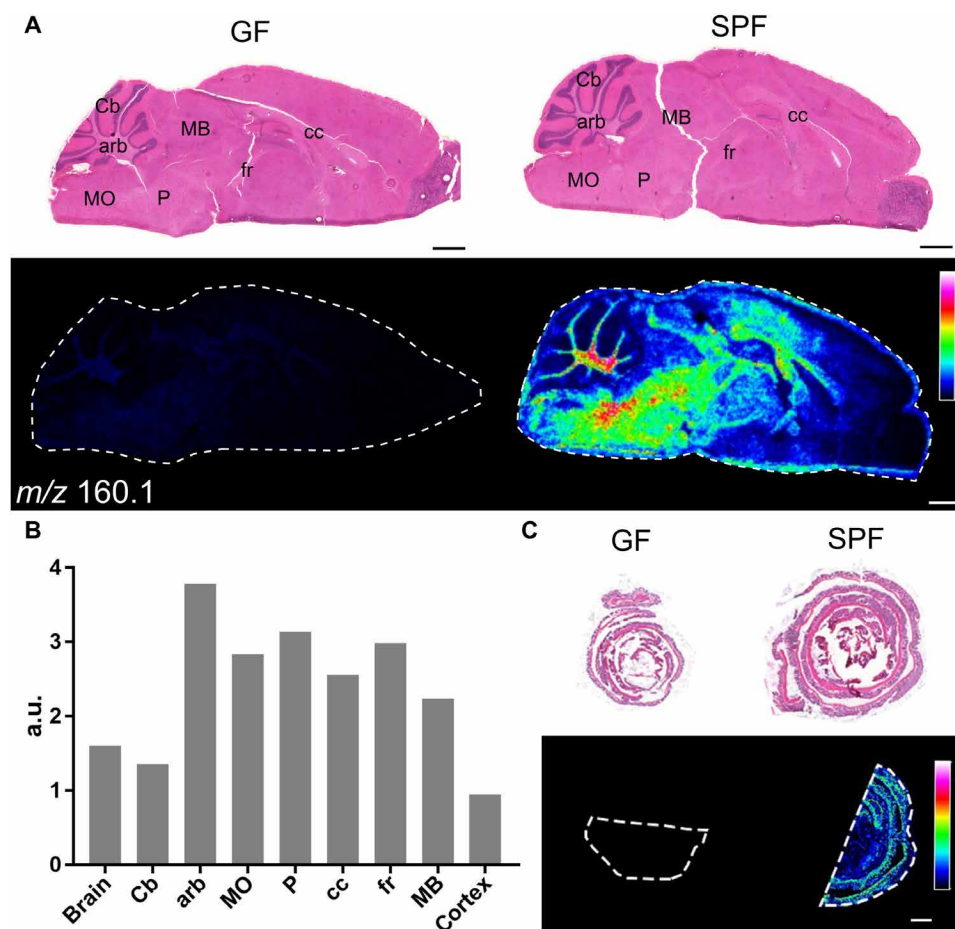 A
GF
SPF
Cb
arb
MB
cc
fr
MO
P
Cb
arb
MB
cc
fr
MO
P
m/z 160.1
B
4
3
2
1
0
a.u.
Brain
Cb
arb
MO
P
cc
fr
MB
Cortex
C
GF
SPF